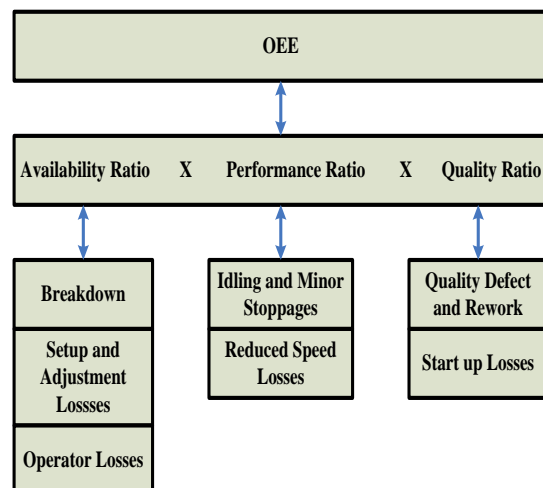 OEE
Availability Ratio X Performance Ratio X Quality Ratio
Breakdown
Setup and
Adjustment
Lossses
Operator Losses
Idling and Minor
Stoppages
Reduced Speed
Losses
Quality Defect
and Rework
Start up Losses